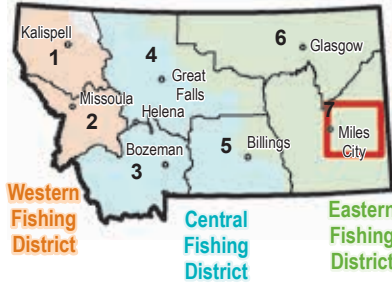 Kalispell
1
4
6
Glasgow
Great
Falls
Missoula
2
Helena
7
Bozeman
3
5
Billings
Miles
City
Western
Fishing
District
Central
Fishing
District
Eastern
Fishing
District